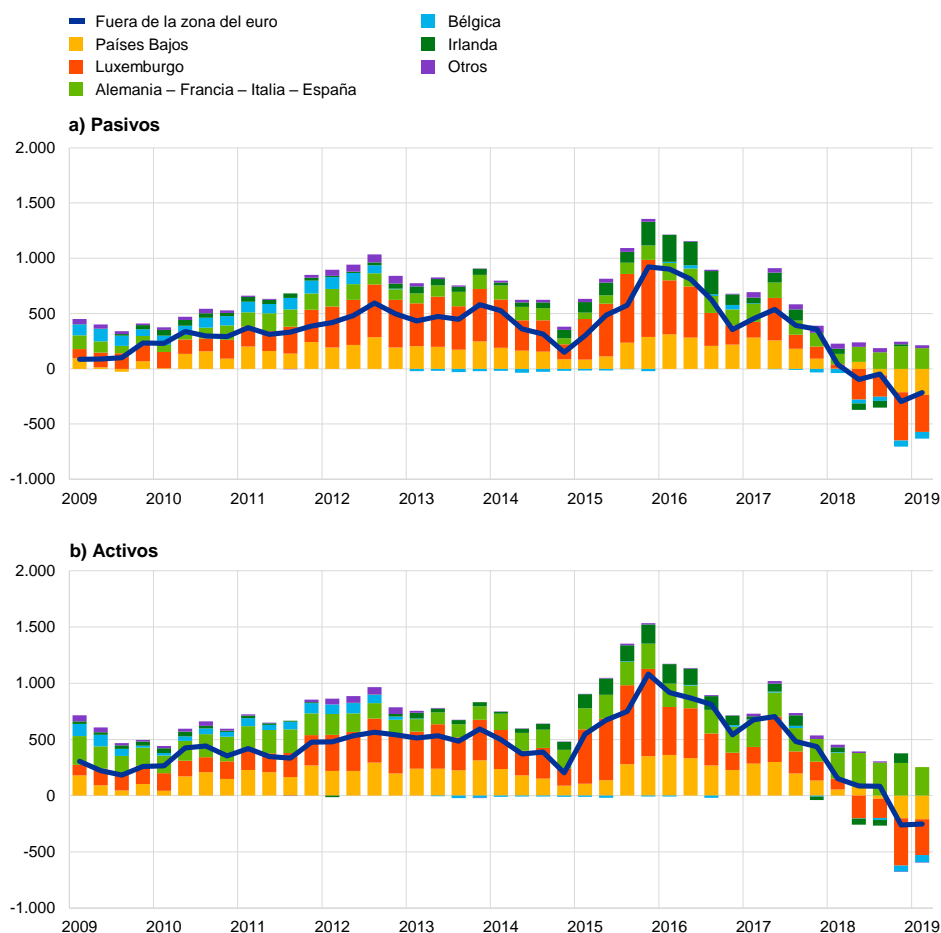 Fuera de la zona del euro
Países Bajos
Luxemburgo
Alemania – Francia – Italia – España
Bélgica
Irlanda
Otros
a) Pasivos
2.000
1.500
1.000
500
0
-500
-1.000
2009 2010 2011 2012 2013 2014 2015 2016 2017 2018 2019
b) Activos
2.000
1.500
1.000
500
0
-500
-1.000
2009 2010 2011 2012 2013 2014 2015 2016 2017 2018 2019